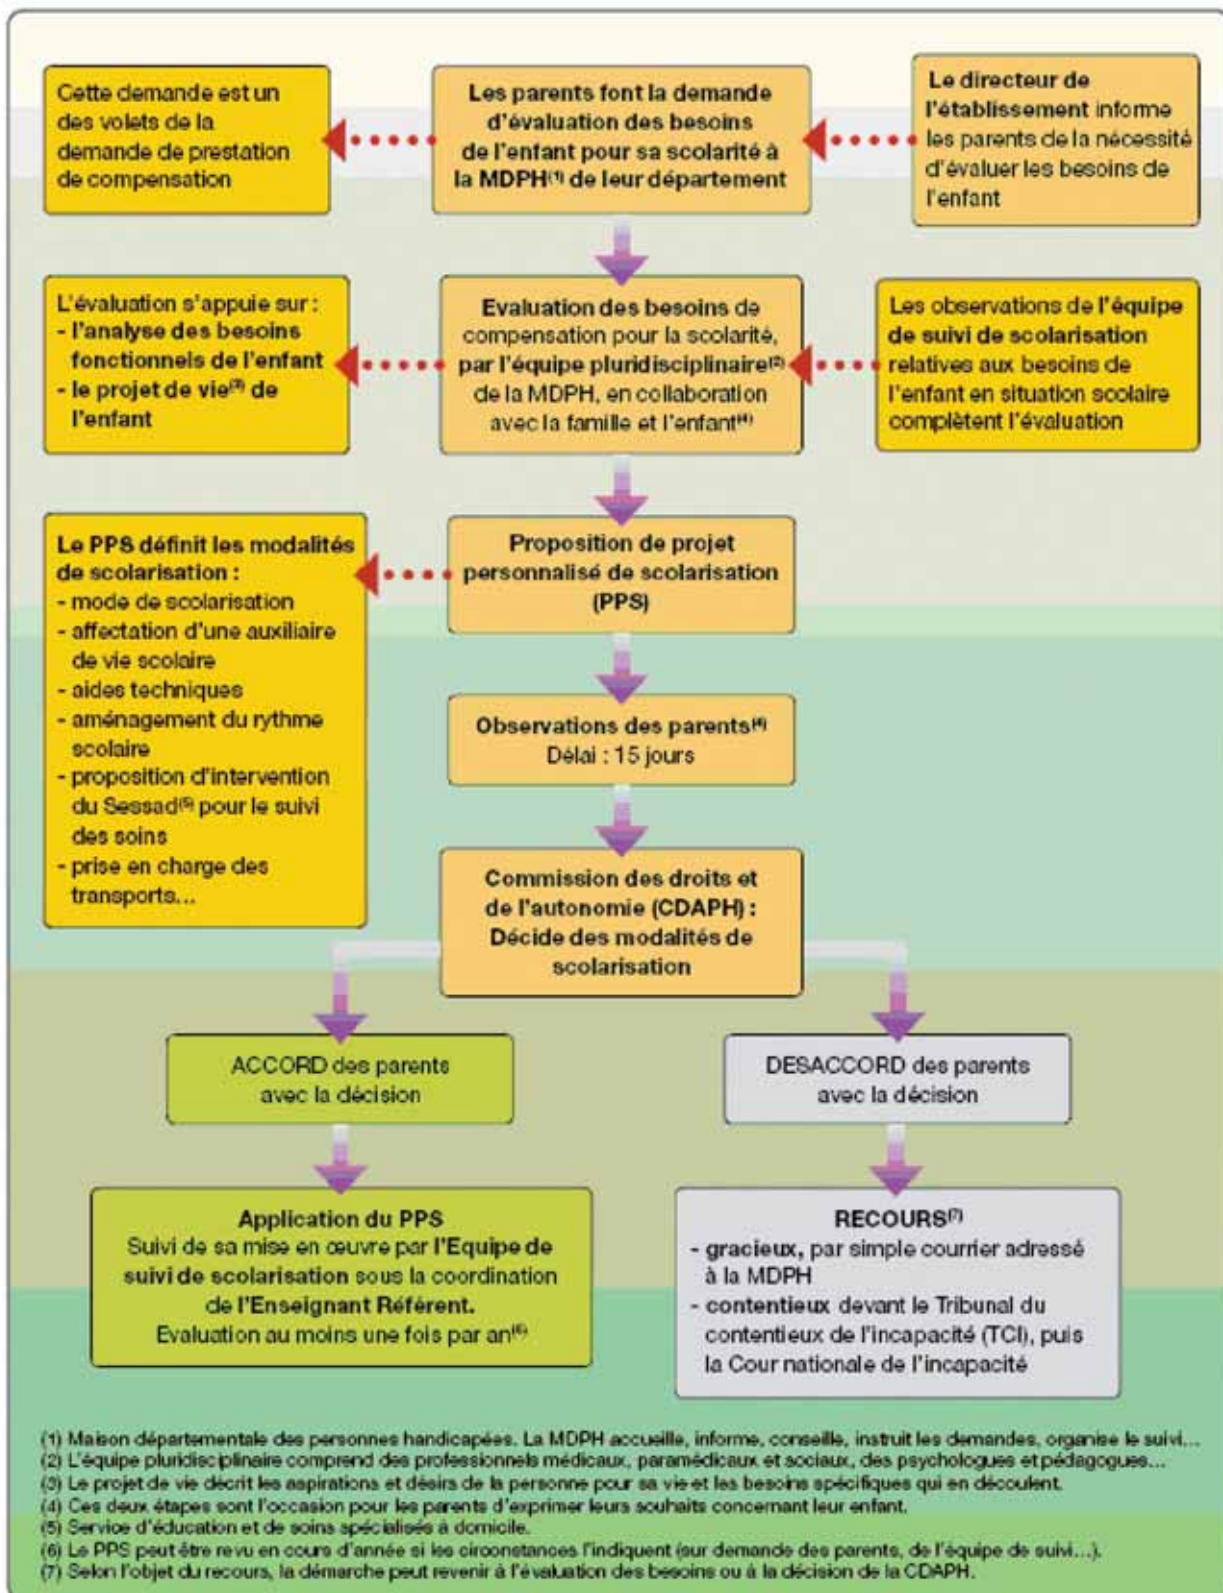 Cette demande est un
des volets de la
demande de prestation
de compensation
Les parents font la demande
d'évaluation des besoins
de l'enfant pour sa scolarité à
la MDPH(1) de leur département
Le directeur de
l'établissement informe
les parents de la nécessité
d'évaluer les besoins de
l'enfant
L'évaluation s'appuie sur :
- l'analyse des besoins
fonctionnels de l'enfant
- le projet de vie(3) de
l'enfant
Evaluation des besoins de
compensation pour la scolarité,
par l'équipe pluridisciplinaire(2)
de la MDPH, en collaboration
avec la famille et l'enfant(4)
Les observations de l'équipe
de suivi de scolarisation
relatives aux besoins de
l'enfant en situation scolaire
complètent l'évaluation
Le PPS définit les modalités
de scolarisation :
- mode de scolarisation
- affectation d'une auxiliaire
de vie scolaire
- aides techniques
- aménagement du rythme
scolaire
- proposition d'intervention
du Sessad(5) pour le suivi
des soins
- prise en charge des
transports...
Proposition de projet
personnalisé de scolarisation
(PPS)
Observations des parents(4)
Délai : 15 jours
Commission des droits et
de l'autonomie (CDAPH) :
Décide des modalités de
scolarisation
ACCORD des parents
avec la décision
DESACCORD des parents
avec la décision
Application du PPS
Suivi de sa mise en œuvre par l'Equipe de
suivi de scolarisation sous la coordination
de l'Enseignant Référent.
Evaluation au moins une fois par an(6)
RECOURS(7)
- gracieux, par simple courrier adressé
à la MDPH
- contentieux devant le Tribunal du
contentieux de l'incapacité (TCI), puis
la Cour nationale de l'incapacité
(1) Maison départementale des personnes handicapées. La MDPH accueille, informe, conseille, instruit les demandes, organise le suivi...
(2) L'équipe pluridisciplinaire comprend des professionnels médicaux, paramédicaux et sociaux, des psychologues et pédagogues...
(3) Le projet de vie décrit les aspirations et désirs de la personne pour sa vie et les besoins spécifiques qui en découlent.
(4) Ces deux étapes sont l'occasion pour les parents d'exprimer leurs souhaits concernant leur enfant.
(5) Service d'éducation et de soins spécialisés à domicile.
(6) Le PPS peut être revu en cours d'année si les circonstances l'indiquent (sur demande des parents, de l'équipe de suivi...).
(7) Selon l'objet du recours, la démarche peut revenir à l'évaluation des besoins ou à la décision de la CDAPH.